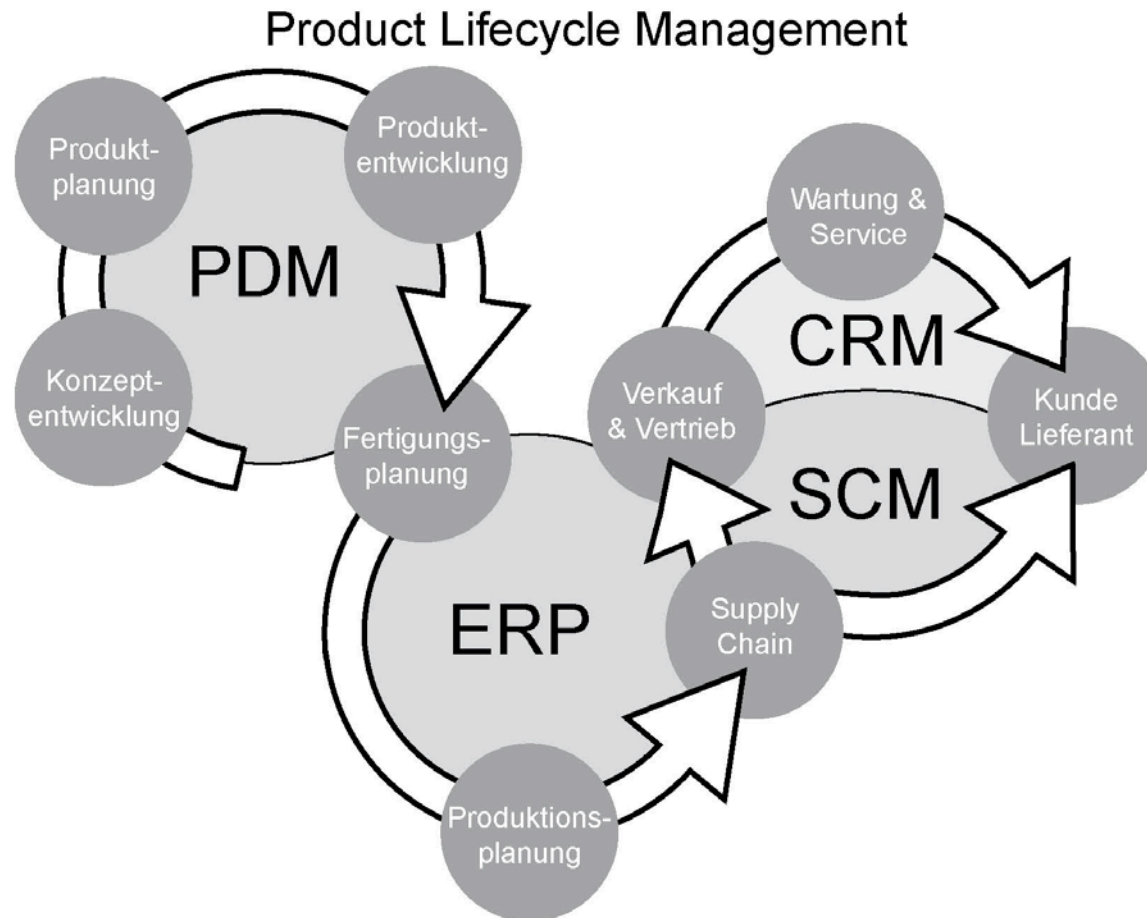 Product Lifecycle Management
Produkt-
planung
Produkt-
entwicklung
PDM
Konzept-
entwicklung
Fertigungs-
planung
Wartung &
Service
CRM
Verkauf
& Vertrieb
Kunde
Lieferant
SCM
ERP
Supply
Chain
Produktions-
planung